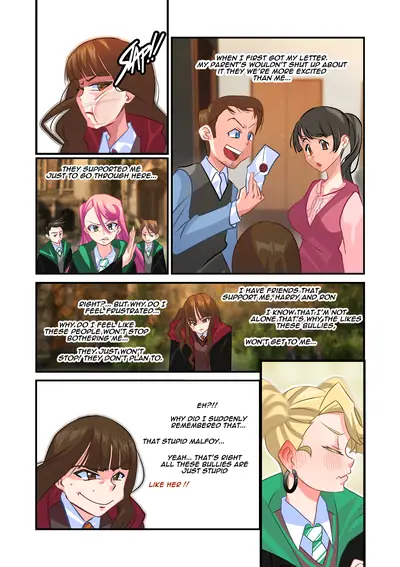 SLAP!!
WHEN I FIRST GOT MY LETTER.
MY PARENT'S WOULDN'T SHUT UP ABOUT
IT THEY WE'RE MORE EXCITED
THAN ME...
THEY SUPPORTED ME
JUST TO GO THROUGH HERE...
RIGHT?... BUT WHY DO I
FEEL FRUSTRATED...
WHY DO I FEEL LIKE
THESE PEOPLE WON'T STOP
BOTHERING ME...
THEY JUST WON'T
STOP! THEY DON'T PLAN TO.
I HAVE FRIENDS THAT
SUPPORT ME, HARRY AND RON
I KNOW THAT I'M NOT
ALONE THAT'S WHY THE LIKES
THESE BULLIES,
WON'T GET TO ME...
EH?!!
WHY DID I SUDDENLY
REMEMBERED THAT...
THAT STUPID MALFOY...
YEAH... THAT'S RIGHT
ALL THESE BULLIES ARE
JUST STUPID
LIKE HER !!